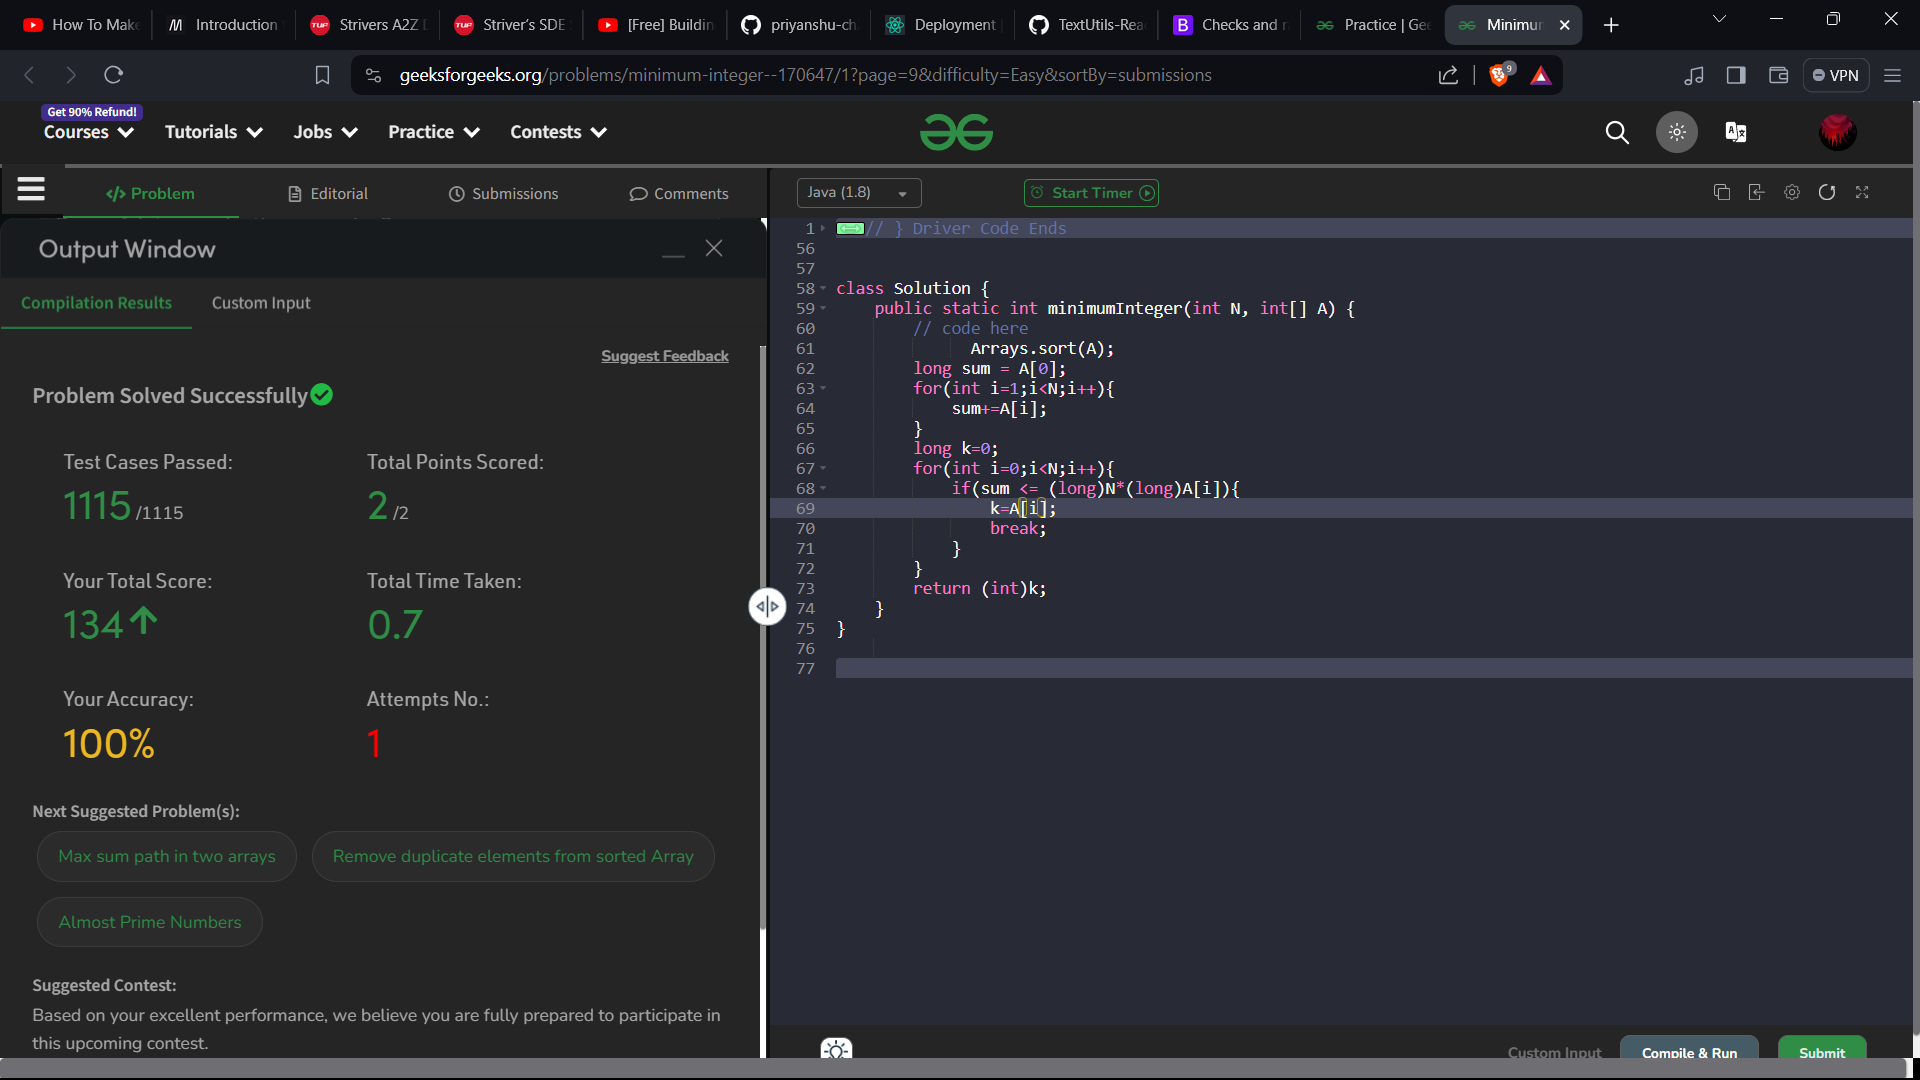 How To Make
Introduction
Strivers A2Z D
Striver's SDE
[Free] Buildin
priyanshu-ch
Deployment
TextUtils-Rea
Checks and r
Practice | Gee
Minimum
geeksforgeeks.org/problems/minimum-integer--170647/1?page=9&difficulty=Easy&sortBy=submissions
9
VPN
Get 90% Refund!
Courses
Tutorials
Jobs
Practice
Contests
</> Problem
Editorial
Submissions
Comments
Java (1.8)
Start Timer
Output Window
Compilation Results
Custom Input
Suggest Feedback
Problem Solved Successfully
Test Cases Passed:
Total Points Scored:
1115 /1115
2 /2
Your Total Score:
Total Time Taken:
134
0.7
Your Accuracy:
Attempts No.:
100%
1
Next Suggested Problem(s):
Max sum path in two arrays
Remove duplicate elements from sorted Array
Almost Prime Numbers
Suggested Contest:
Based on your excellent performance, we believe you are fully prepared to participate in
this upcoming contest.
1 // } Driver Code Ends
56
57
58 class Solution {
59 public static int minimumInteger(int N, int[] A) {
60 // code here
61 Arrays.sort(A);
62 long sum = A[0];
63 for(int i=1;i<N;i++){
64 sum+=A[i];
65 }
66 long k=0;
67 for(int i=0;i<N;i++){
68 if(sum <= (long)N*(long)A[i]){
69 k=A[i];
70 break;
71 }
72 }
73 return (int)k;
74 }
75 }
76
77
Custom Input
Compile & Run
Submit